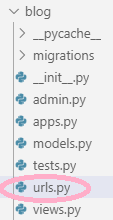 blog
__pycache__
migrations
__init__.py
admin.py
apps.py
models.py
tests.py
urls.py
views.py